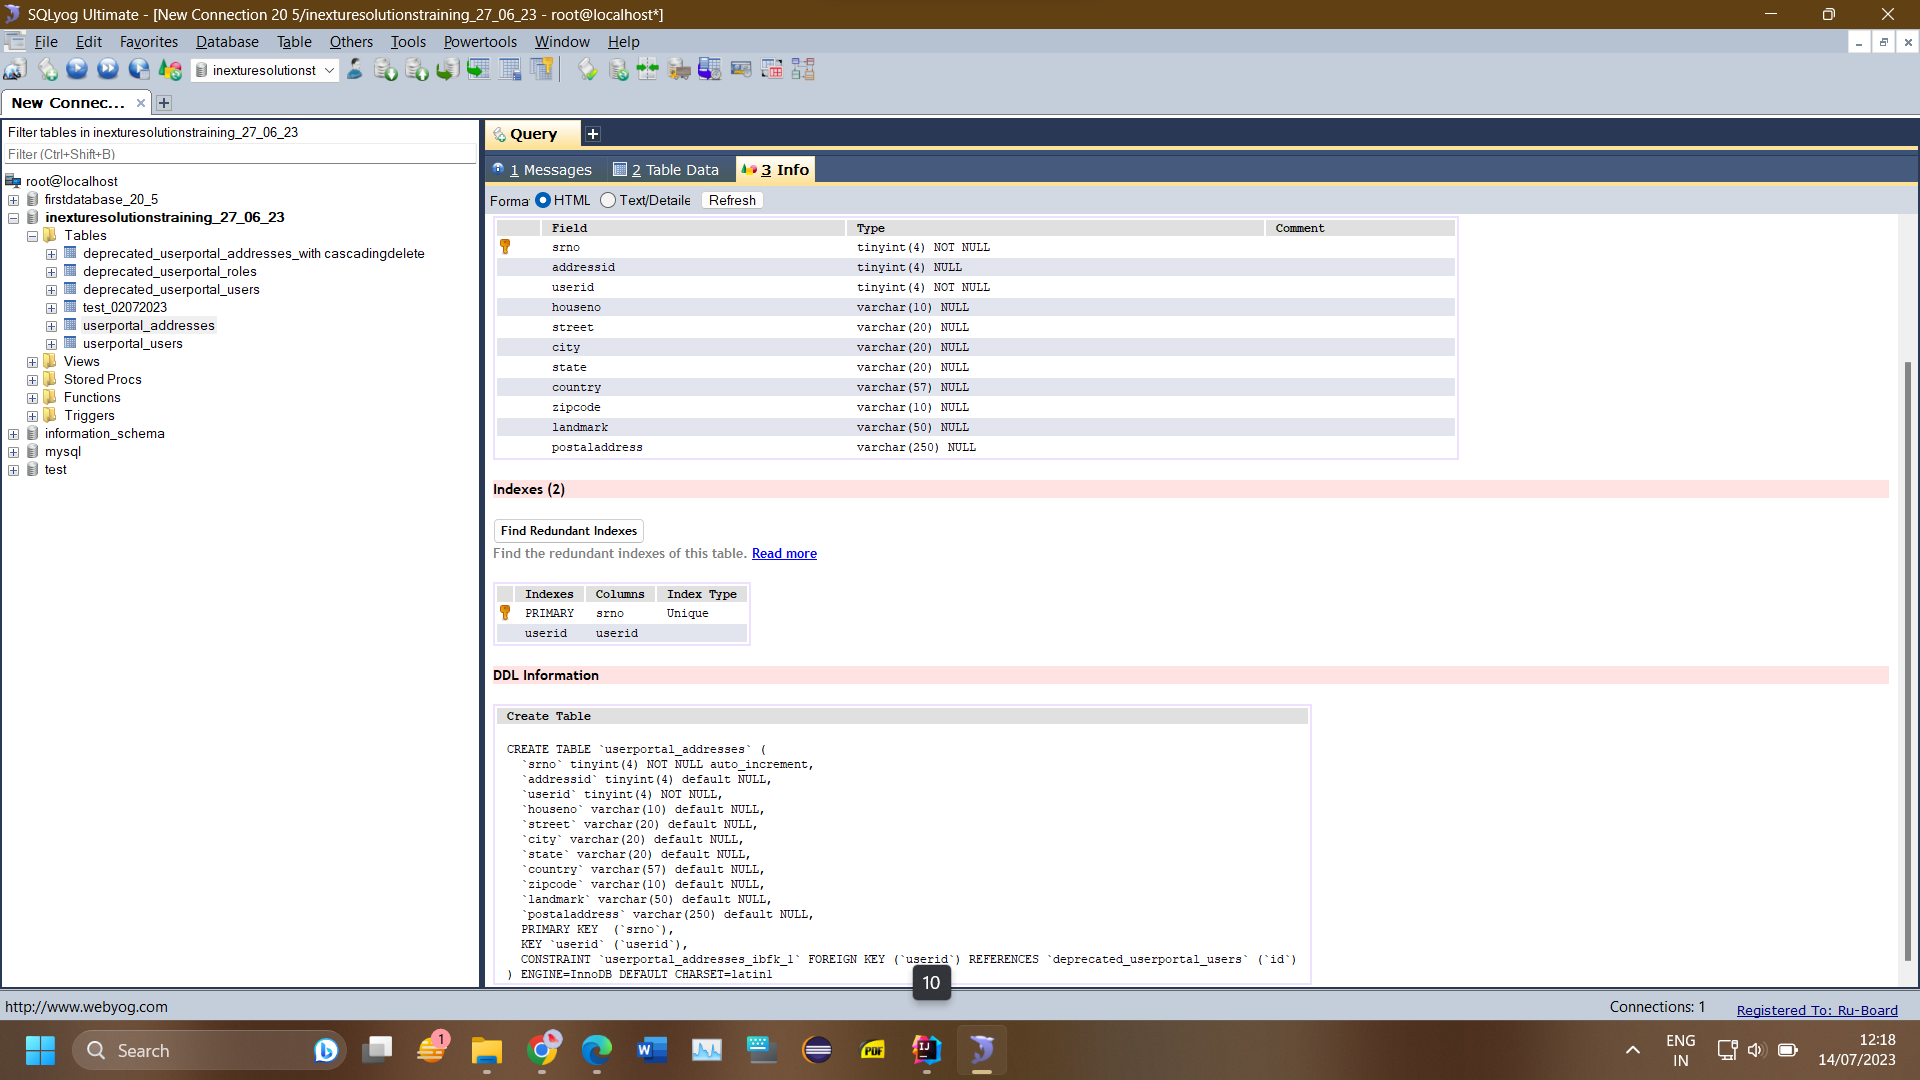 SQLyog Ultimate - [New Connection 20 5/inexturesolutionstraining_27_06_23 - root@localhost*]
File Edit Favorites Database Table Others Tools Powertools Window Help
inexturesolutionst
New Connec...
Filter tables in inexturesolutionstraining_27_06_23
Filter (Ctrl+Shift+B)
root@localhost
firstdatabase_20_5
inexturesolutionstraining_27_06_23
Tables
deprecated_userportal_addresses_with cascadingdelete
deprecated_userportal_roles
deprecated_userportal_users
test_02072023
userportal_addresses
userportal_users
Views
Stored Procs
Functions
Triggers
information_schema
mysql
test
Query
1 Messages 2 Table Data 3 Info
Forma HTML Text/Detaile Refresh
Field Type Comment
srno tinyint(4) NOT NULL
addressid tinyint(4) NULL
userid tinyint(4) NOT NULL
houseno varchar(10) NULL
street varchar(20) NULL
city varchar(20) NULL
state varchar(20) NULL
country varchar(57) NULL
zipcode varchar(10) NULL
landmark varchar(50) NULL
postaladdress varchar(250) NULL
Indexes (2)
Find Redundant Indexes
Find the redundant indexes of this table. Read more
Indexes Columns Index Type
PRIMARY srno Unique
userid userid
DDL Information
Create Table
CREATE TABLE `userportal_addresses` (
`srno` tinyint(4) NOT NULL auto_increment,
`addressid` tinyint(4) default NULL,
`userid` tinyint(4) NOT NULL,
`houseno` varchar(10) default NULL,
`street` varchar(20) default NULL,
`city` varchar(20) default NULL,
`state` varchar(20) default NULL,
`country` varchar(57) default NULL,
`zipcode` varchar(10) default NULL,
`landmark` varchar(50) default NULL,
`postaladdress` varchar(250) default NULL,
PRIMARY KEY  (`srno`),
KEY `userid` (`userid`),
CONSTRAINT `userportal_addresses_ibfk_1` FOREIGN KEY (`userid`) REFERENCES `deprecated_userportal_users` (`id`)
) ENGINE=InnoDB DEFAULT CHARSET=latin1
10
http://www.webyog.com
Connections: 1
Registered To: Ru-Board
Search
1
PDF
IJ
ENG
IN
12:18
14/07/2023